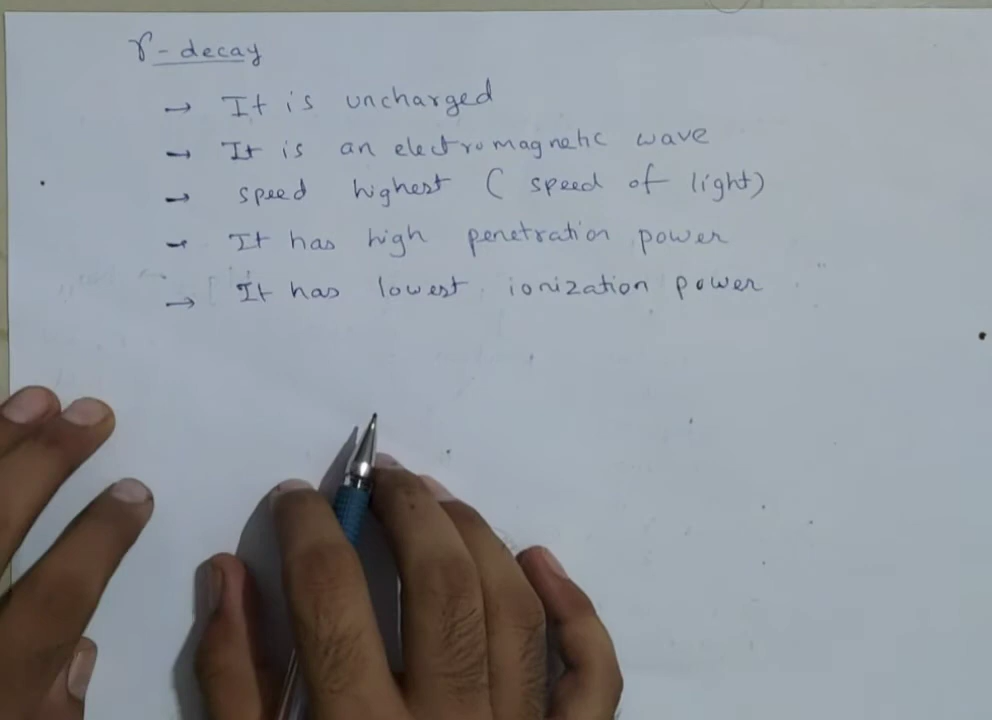 γ-decay
→ It is uncharged
→ It is an electromagnetic wave
→ speed highest ( speed of light)
→ It has high penetration power
→ It has lowest ionization power